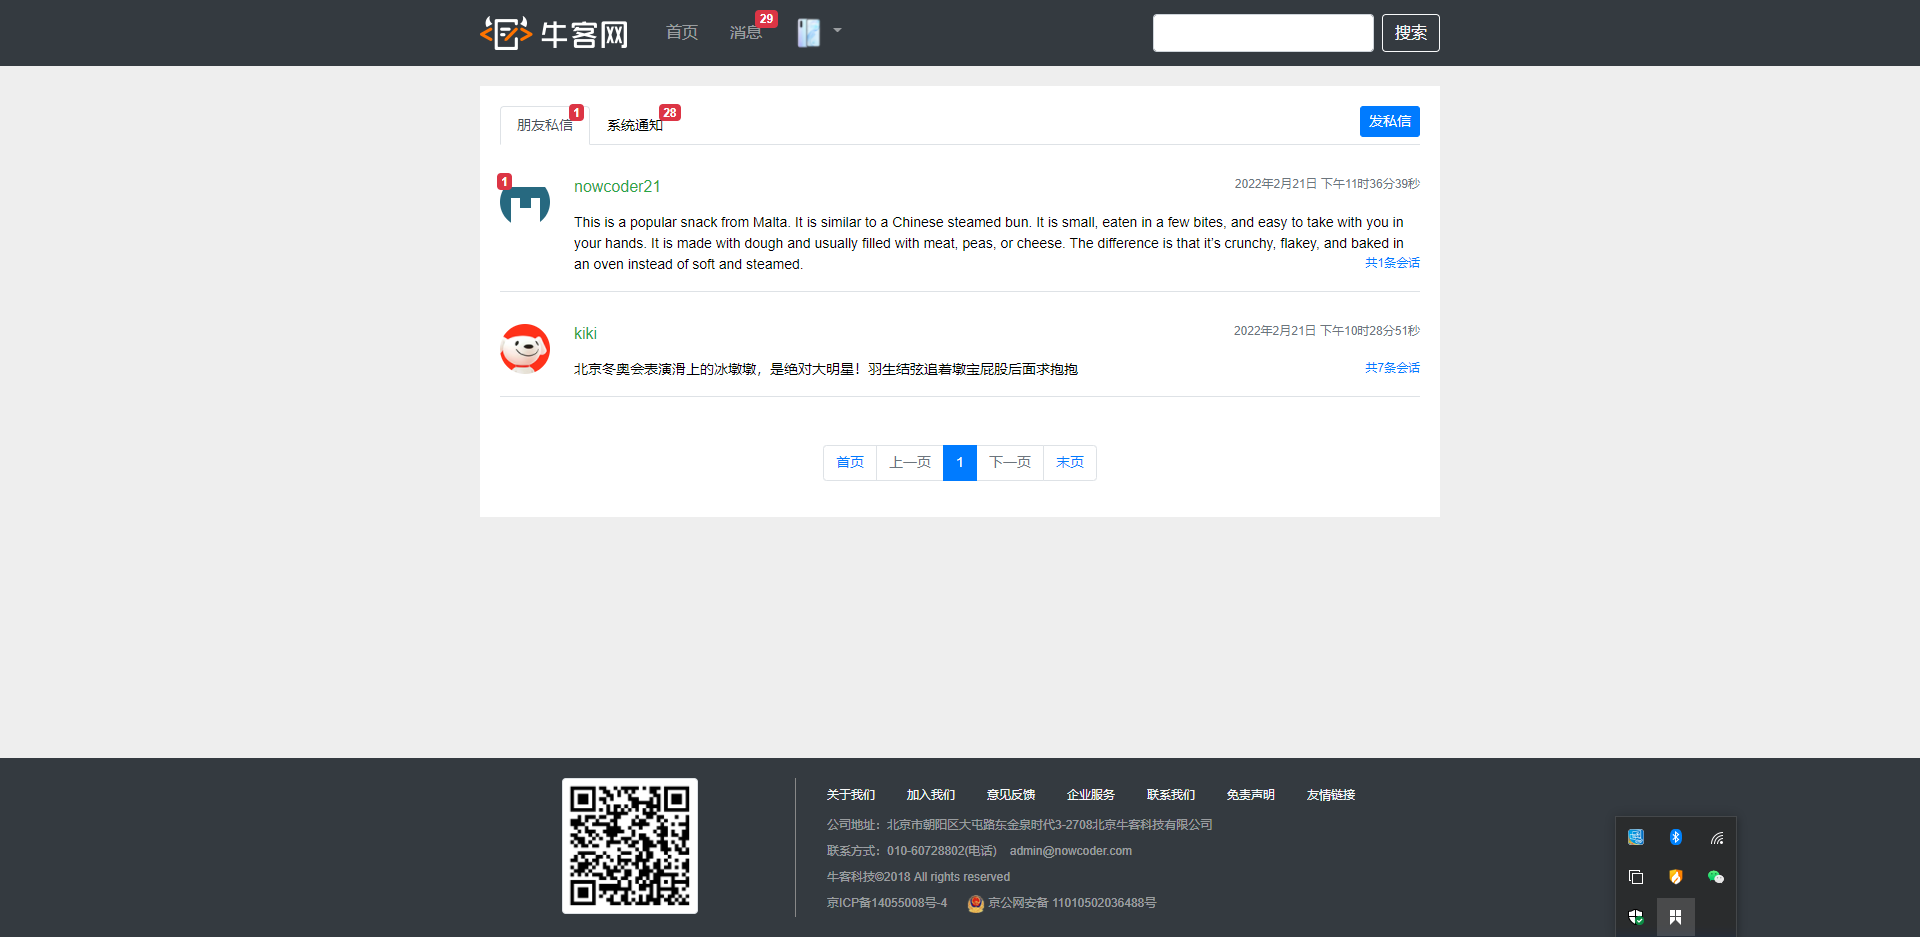 牛客网
首页
消息
29
搜索
朋友私信
1
系统通知
28
发私信
1
nowcoder21
2022年2月21日 下午11时36分39秒
This is a popular snack from Malta. It is similar to a Chinese steamed bun. It is small, eaten in a few bites, and easy to take with you in
your hands. It is made with dough and usually filled with meat, peas, or cheese. The difference is that it’s crunchy, flakey, and baked in
an oven instead of soft and steamed.
共1条会话
kiki
2022年2月21日 下午10时28分51秒
北京冬奥会表演滑上的冰墩墩，是绝对大明星！羽生结弦追着墩宝屁股后面求抱抱
共7条会话
首页
上一页
1
下一页
末页
关于我们
加入我们
意见反馈
企业服务
联系我们
免责声明
友情链接
公司地址：北京市朝阳区大屯路东金泉时代3-2708北京牛客科技有限公司
联系方式：010-60728802(电话) admin@nowcoder.com
牛客科技©2018 All rights reserved
京ICP备14055008号-4
京公网安备 11010502036488号